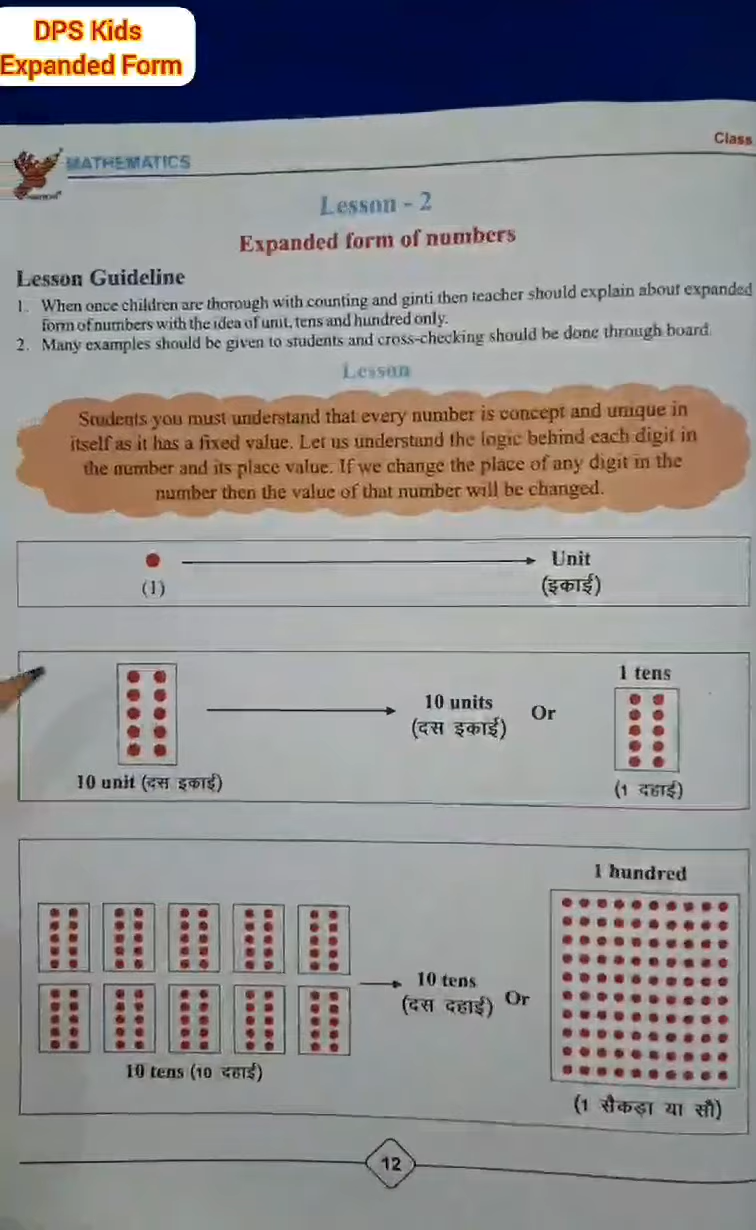 DPS Kids
Expanded Form
Class
MATHEMATICS
Lesson - 2
Expanded form of numbers
Lesson Guideline
1. When once children are thorough with counting and ginti then teacher should explain about expanded
form of numbers with the idea of unit, tens and hundred only.
2. Many examples should be given to students and cross-checking should be done through board.
Lesson
Students you must understand that every number is concept and unique in
itself as it has a fixed value. Let us understand the logic behind each digit in
the number and its place value. If we change the place of any digit in the
number then the value of that number will be changed.
Unit
(1)
(इकाई)
1 tens
10 units
Or
(दस इकाई)
10 unit (दस इकाई)
(1 दहाई)
1 hundred
10 tens
(दस दहाई)
Or
10 tens (10 दहाई)
(1 सैकड़ा या सौ)
12